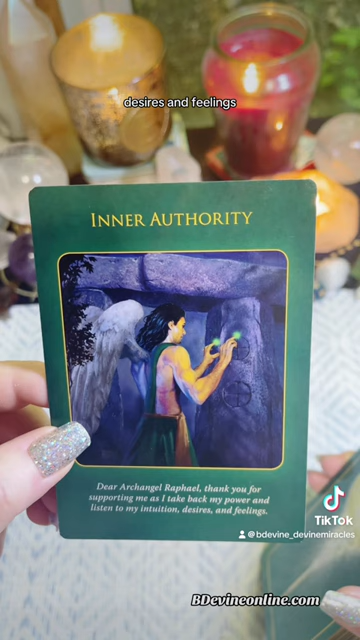 desires and feelings
INNER AUTHORITY
Dear Archangel Raphael, thank you for
supporting me as I take back my power and
listen to my intuition, desires, and feelings.
TikTok
@bdevine_devinemiracles
BDevineonline.com